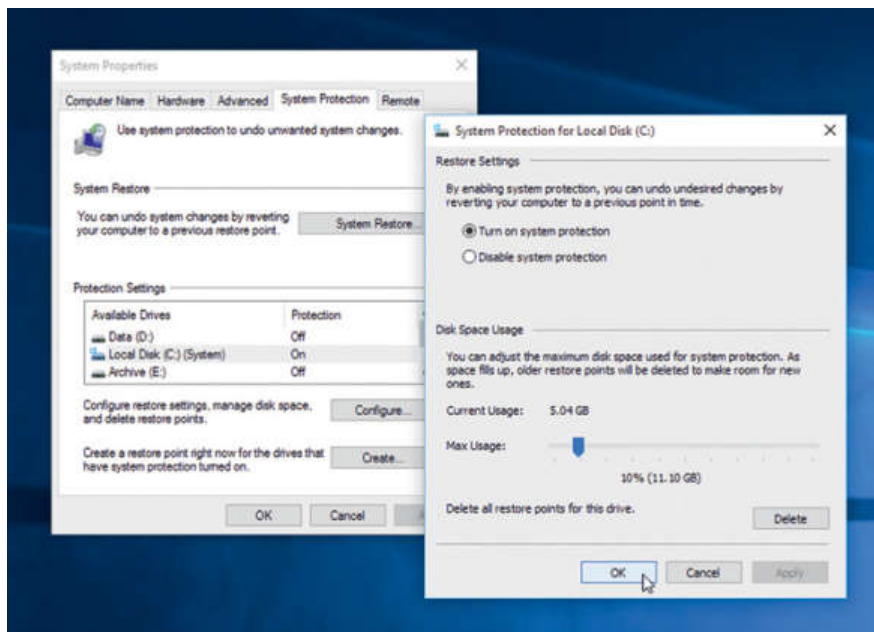 System Properties
Computer Name Hardware Advanced System Protection Remote
Use system protection to undo unwanted system changes.
System Restore
You can undo system changes by reverting
your computer to a previous restore point.
System Restore...
Protection Settings
Available Drives Protection
Data (D:) Off
Local Disk (C:) (System) On
Archive (E:) Off
Configure restore settings, manage disk space,
and delete restore points.
Configure...
Create a restore point right now for the drives that
have system protection turned on.
Create...
OK Cancel
System Protection for Local Disk (C:)
Restore Settings
By enabling system protection, you can undo undesired changes by
reverting your computer to a previous point in time.
Turn on system protection
Disable system protection
Disk Space Usage
You can adjust the maximum disk space used for system protection. As
space fills up, older restore points will be deleted to make room for new
ones.
Current Usage: 5.04 GB
Max Usage:
10% (11.10 GB)
Delete all restore points for this drive.
Delete
OK Cancel Apply